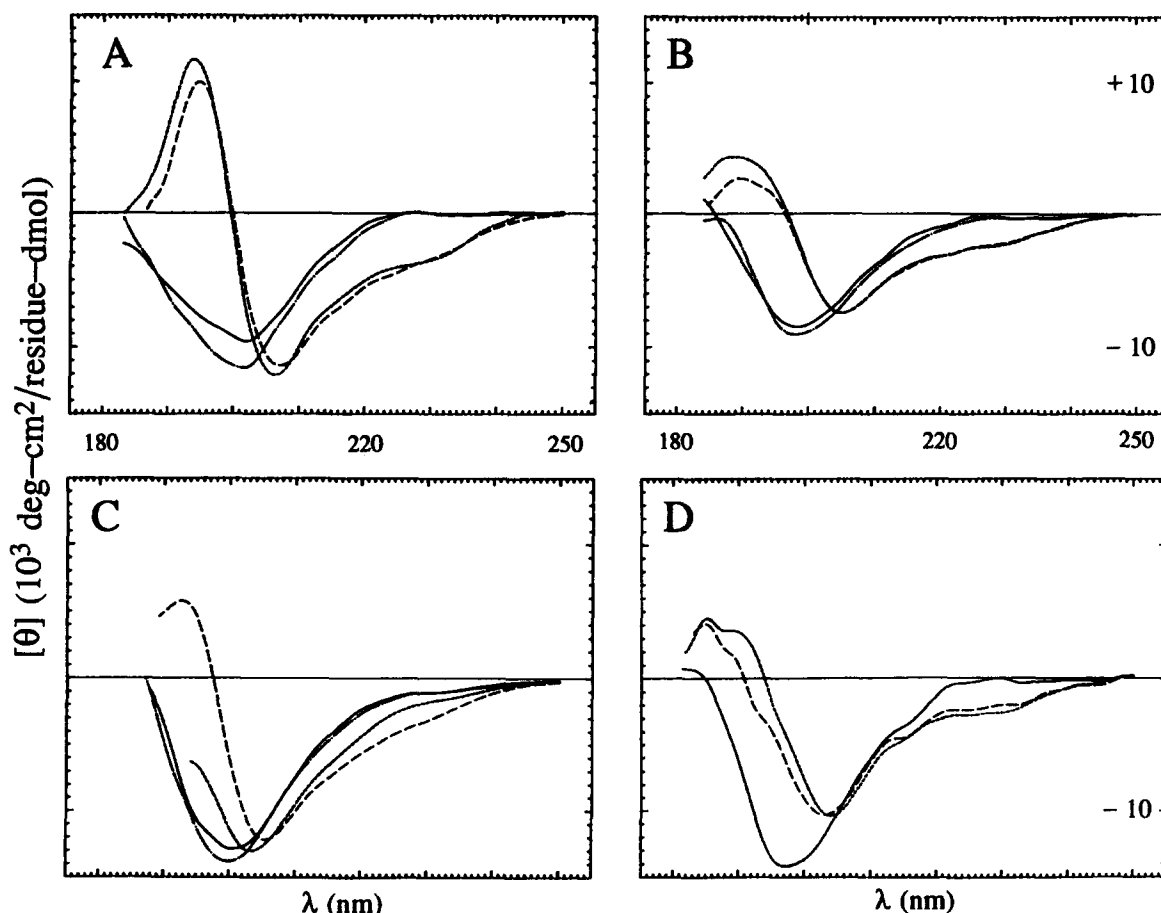 A
B
+ 10
− 10
180
220
250
180
220
250
[θ] (10³ deg–cm²/residue–dmol)
C
D
− 10
λ (nm)
λ (nm)